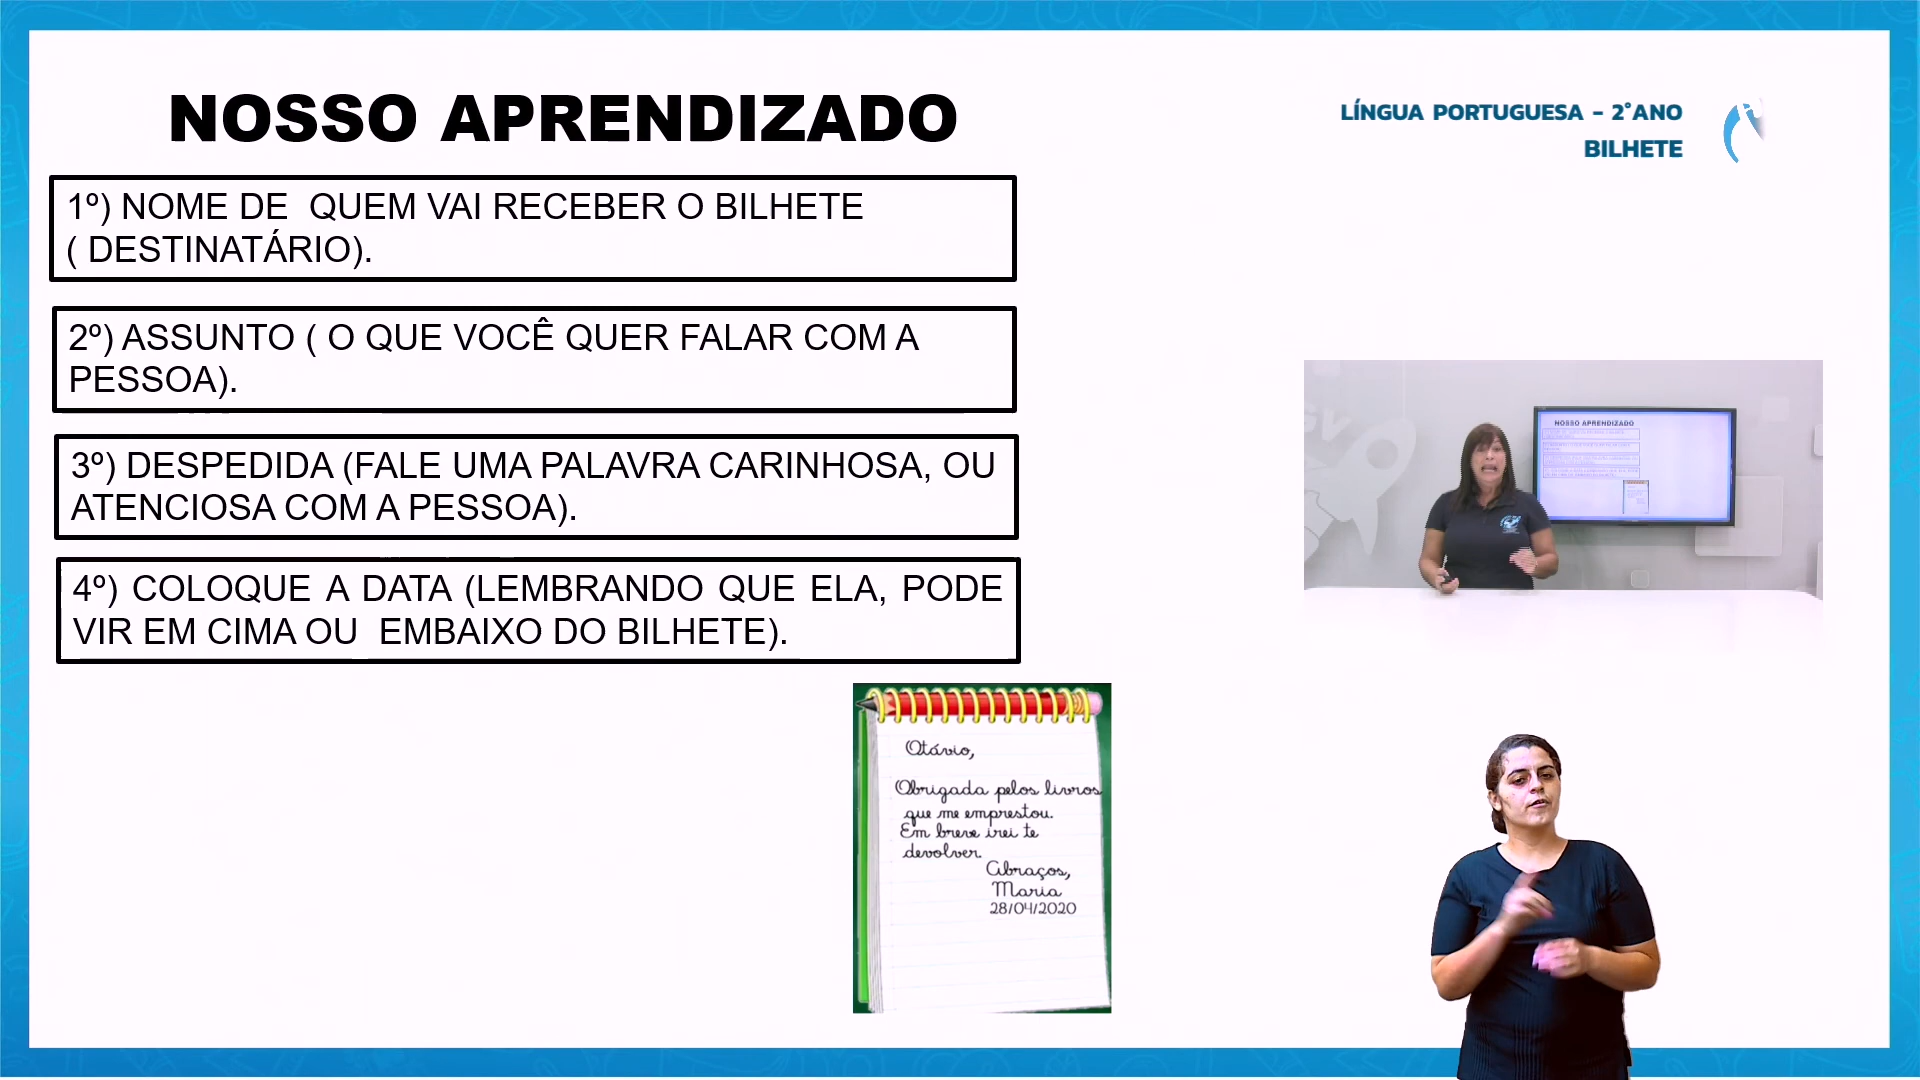 NOSSO APRENDIZADO
LÍNGUA PORTUGUESA - 2°ANO
BILHETE
1º) NOME DE QUEM VAI RECEBER O BILHETE
( DESTINATÁRIO).
2º) ASSUNTO ( O QUE VOCÊ QUER FALAR COM A
PESSOA).
3º) DESPEDIDA (FALE UMA PALAVRA CARINHOSA, OU
ATENCIOSA COM A PESSOA).
4º) COLOQUE A DATA (LEMBRANDO QUE ELA, PODE
VIR EM CIMA OU EMBAIXO DO BILHETE).
NOSSO APRENDIZADO
Otávio,
Obrigada pelos livros
que me emprestou.
Em breve irei te
devolver.
Abraços,
Maria
28/04/2020